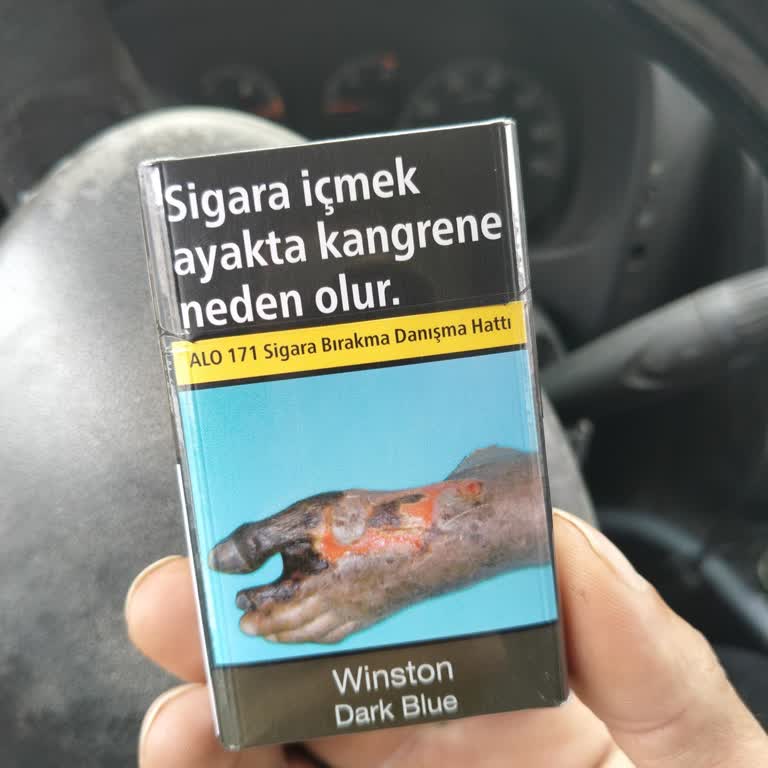 Sigara içmek
ayakta kangrene
neden olur.
ALO 171 Sigara Bırakma Danışma Hattı
Winston
Dark Blue